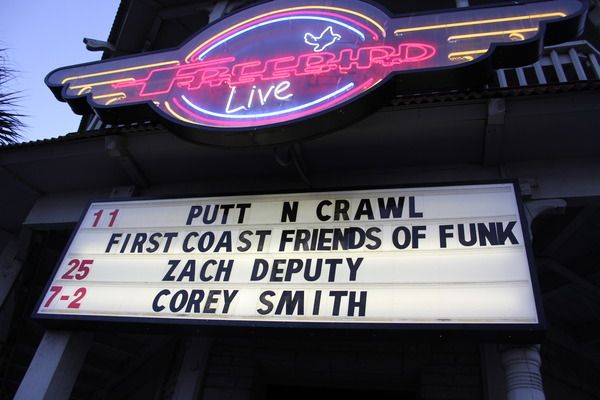 FREEBIRD
Live
11 PUTT N CRAWL
FIRST COAST FRIENDS OF FUNK
25 ZACH DEPUTY
7-2 COREY SMITH